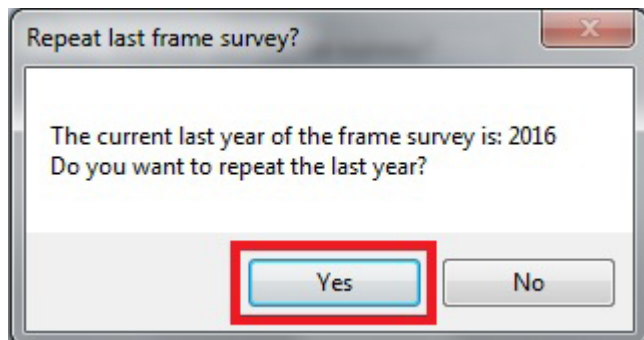 Repeat last frame survey?
The current last year of the frame survey is: 2016
Do you want to repeat the last year?
Yes No